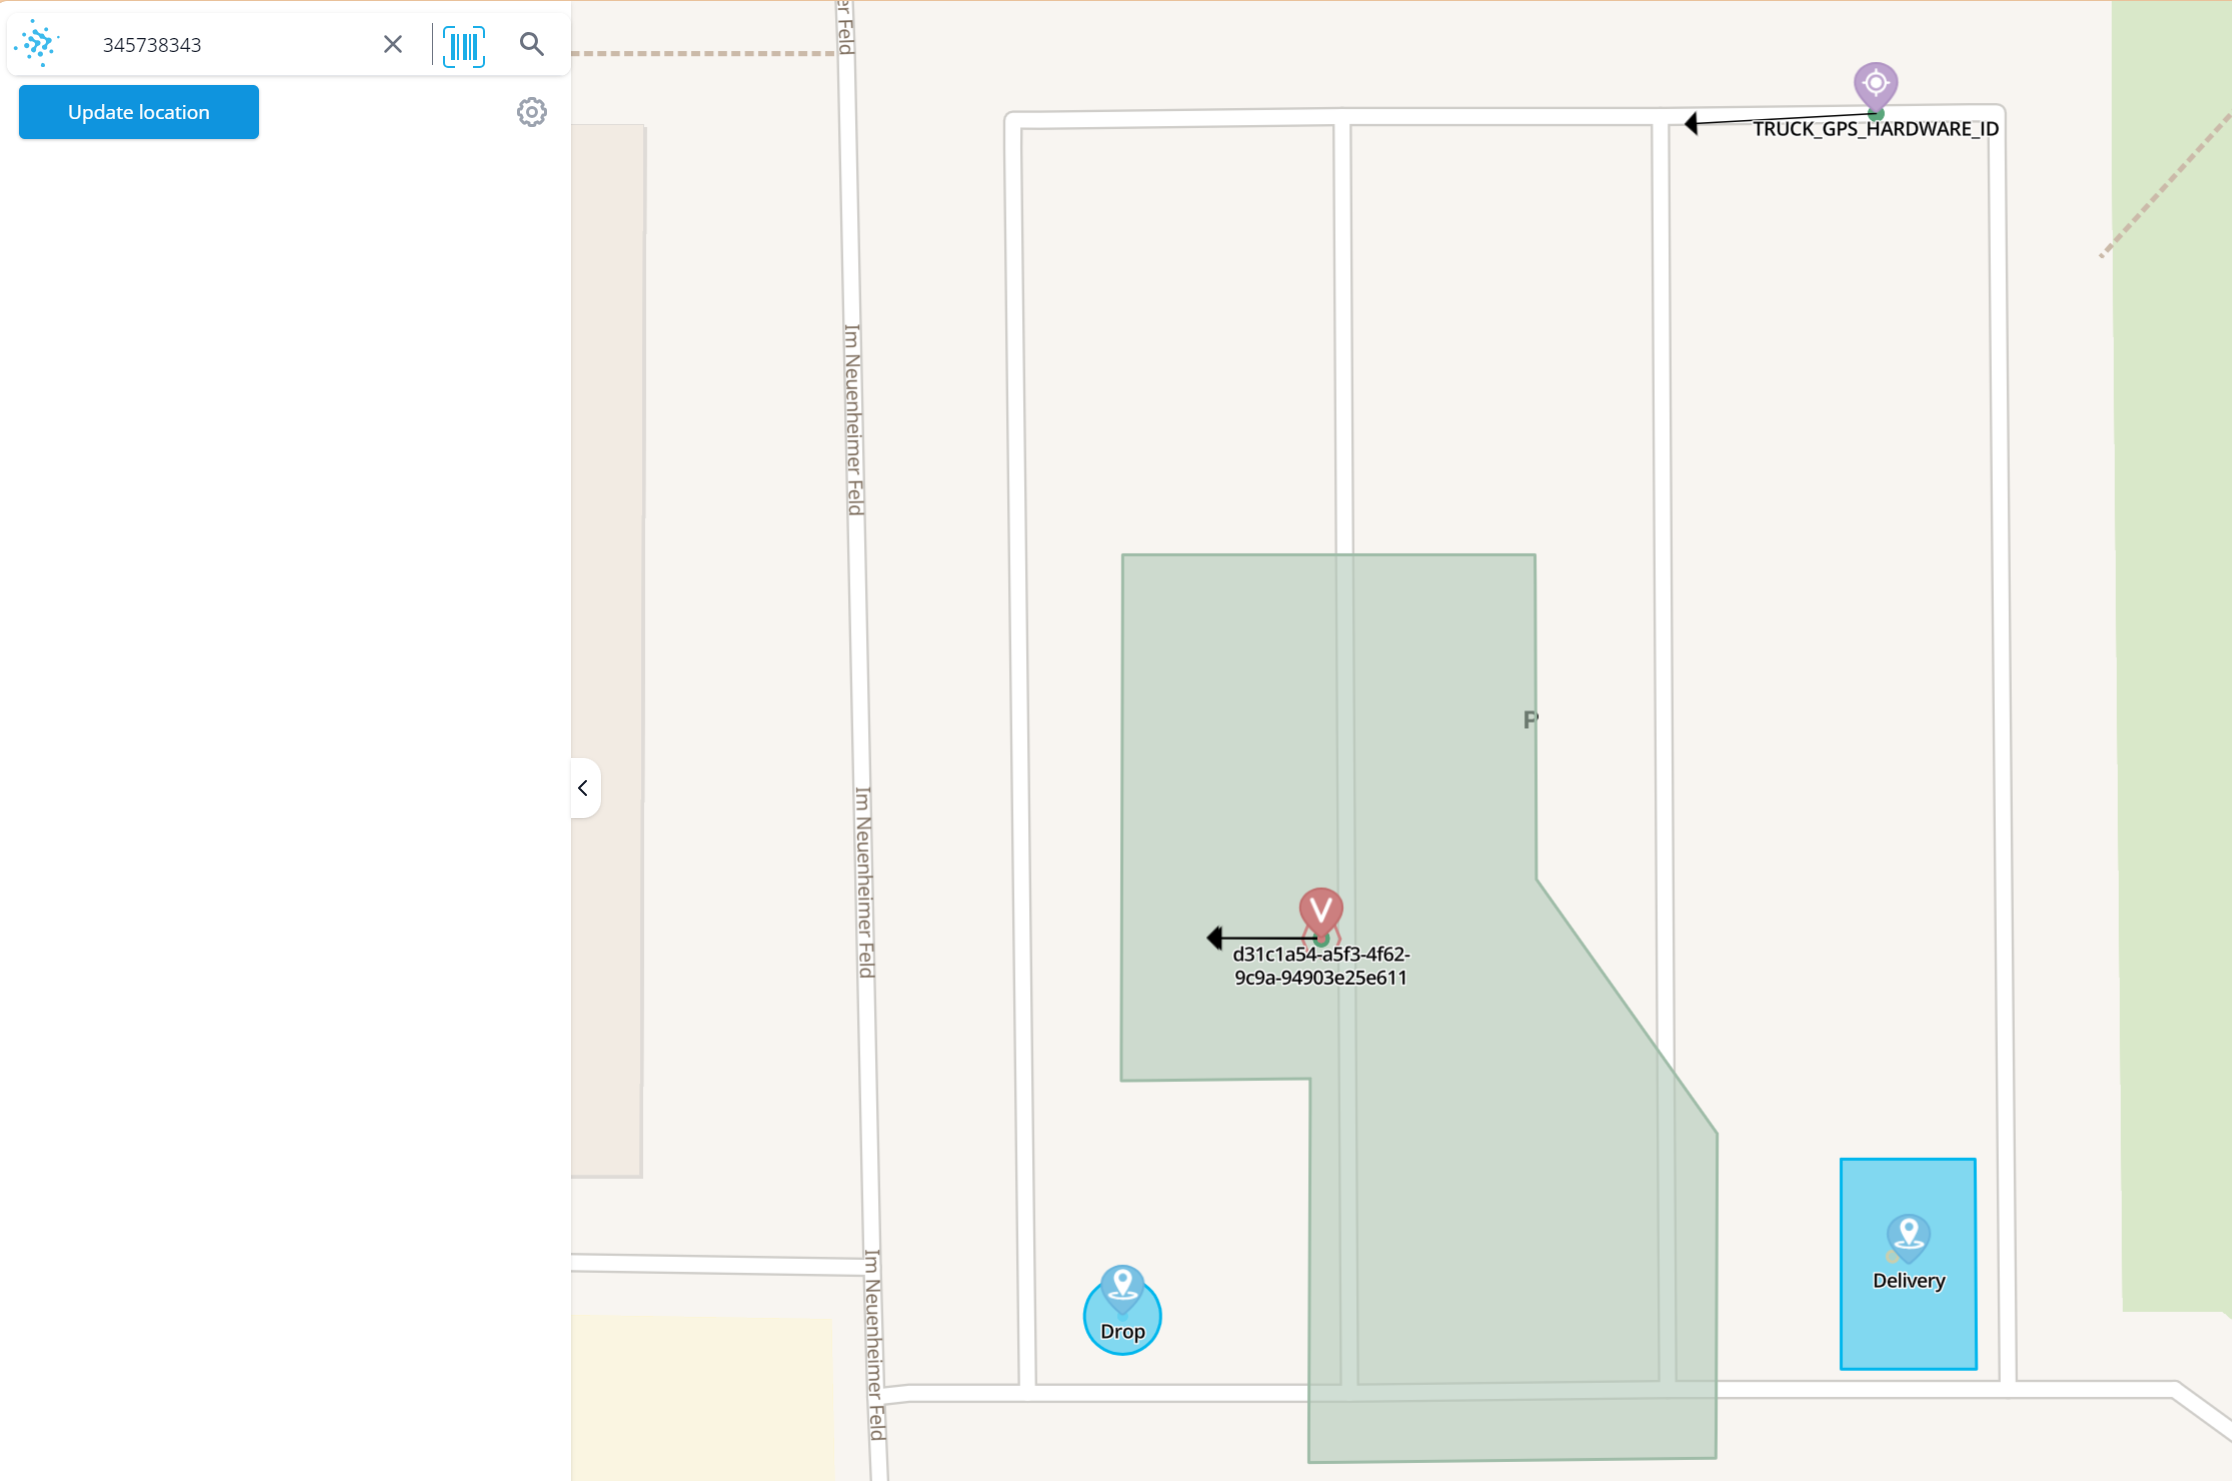 345738343
Update location
er Feld
TRUCK_GPS_HARDWARE_ID
Im Neuenheimer Feld
P
Im Neuenheimer Feld
V
d31c1a54-a5f3-4f62-
9c9a-94903e25e611
Im Neuenheimer Feld
Delivery
Drop